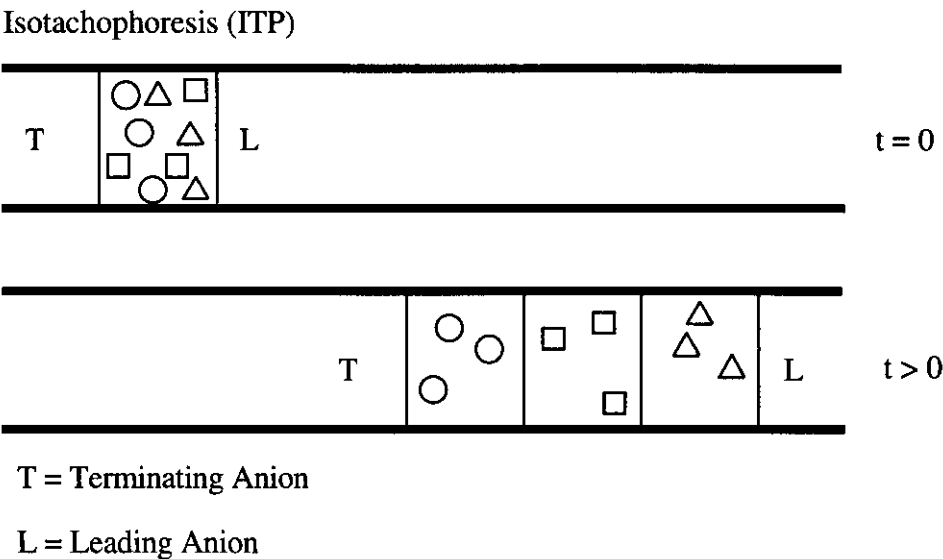 Isotachophoresis (ITP)
T
L
t = 0
T
L
t > 0
T = Terminating Anion
L = Leading Anion